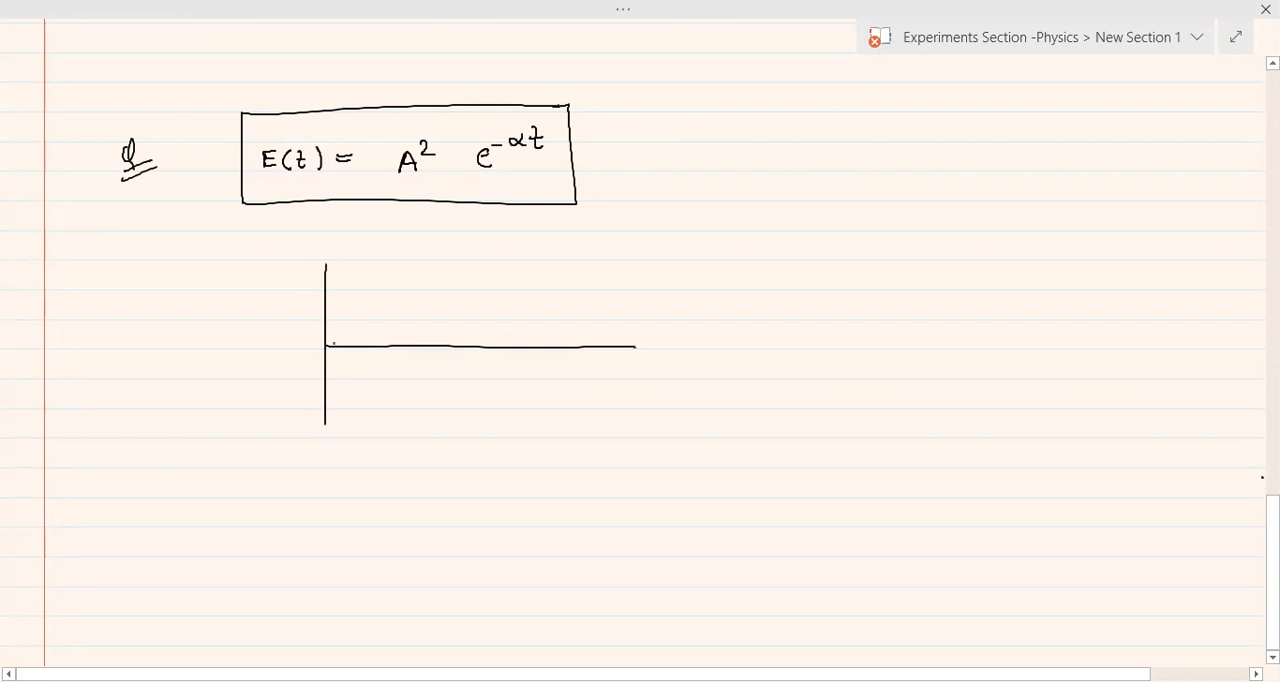 ...
Experiments Section -Physics > New Section 1
Q E(t) = A² e^{-αt}